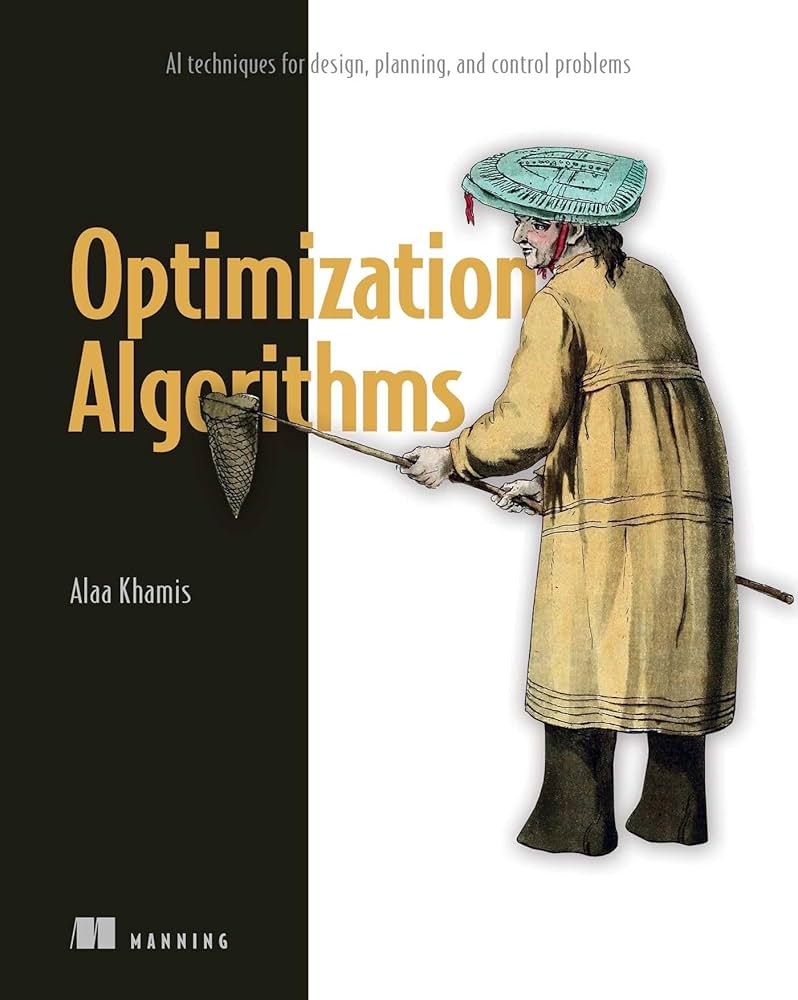 AI techniques for design, planning, and control problems
Optimization
Algorithms
Alaa Khamis
MANNING